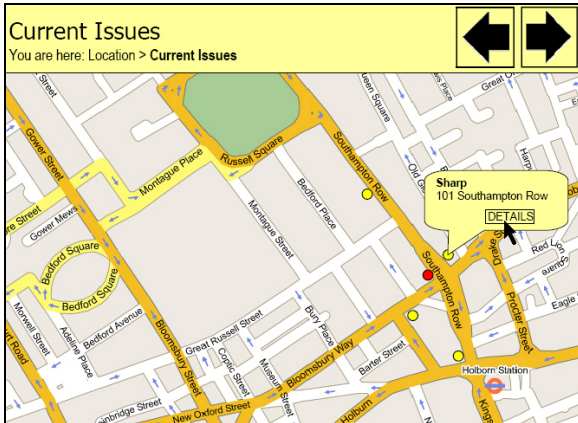 Current Issues
You are here: Location > Current Issues
Gower Street
Russell Square
Southampton Row
Montague Place
Bedford Place
Sharp
101 Southampton Row
DETAILS
Gower Mews
Montague Street
Drake
Red Lion
Square
Bedford Square
Bedford Square
Southampton Row
Procter Street
Eagle
Morwell Street
Adeline Place
Bedford Avenue
Bloomsbury Street
Great Russell Street
Coptic Street
Museum Street
Bury Place
Bloomsbury Way
Barter Street
Holborn Station
New Oxford Street
Holborn
Kings